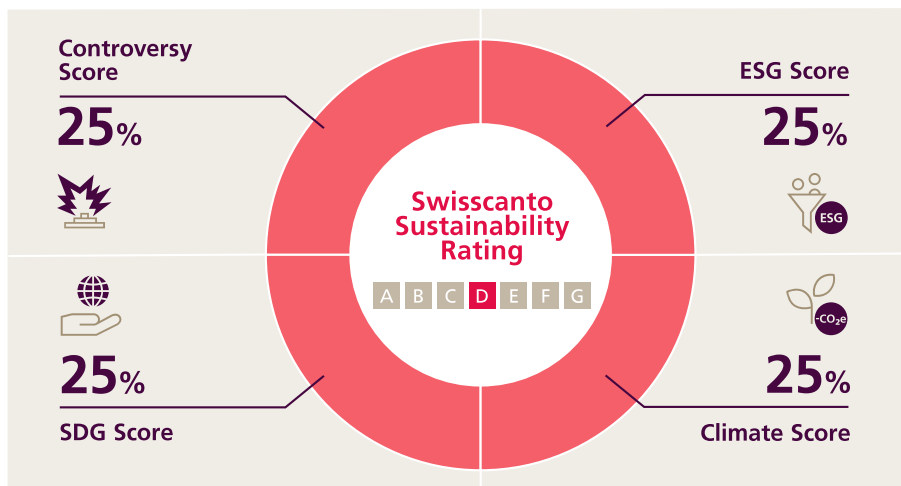 Controversy
Score
25%
ESG Score
25%
ESG
Swisscanto
Sustainability
Rating
A B C D E F G
25%
SDG Score
-CO₂e
25%
Climate Score